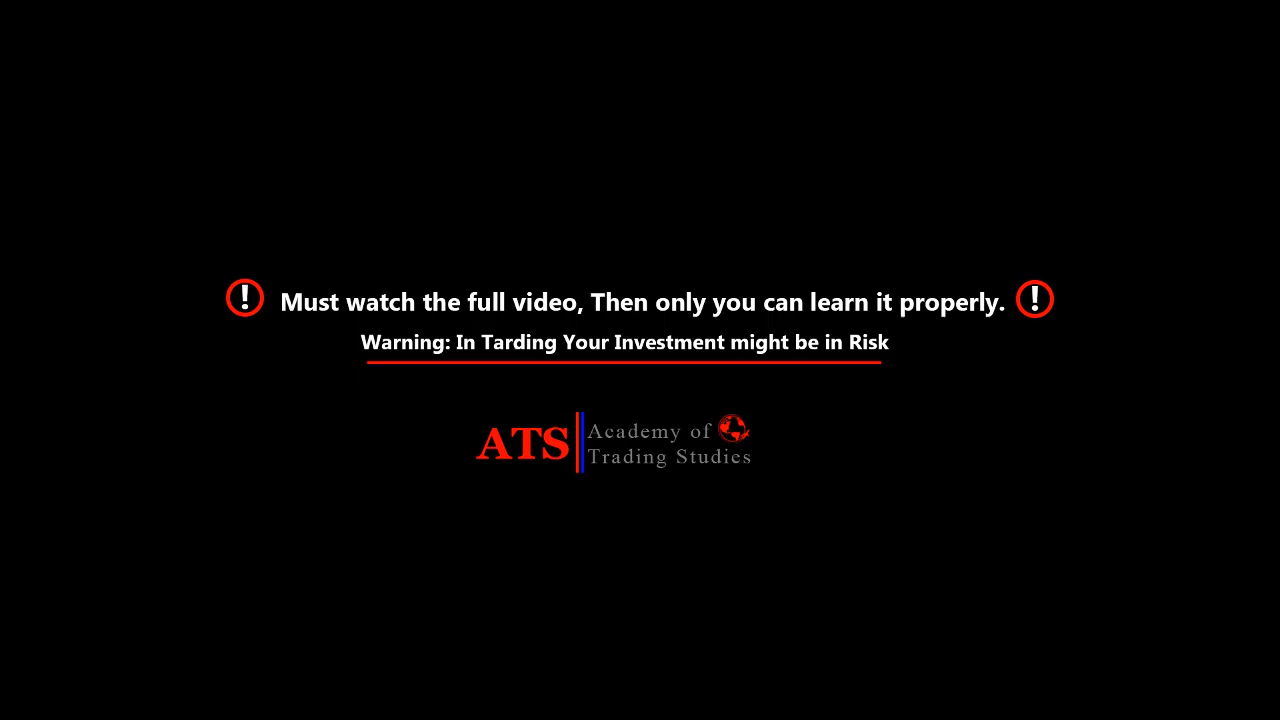 ! Must watch the full video, Then only you can learn it properly. !
Warning: In Tarding Your Investment might be in Risk
ATS
Academy of
Trading Studies